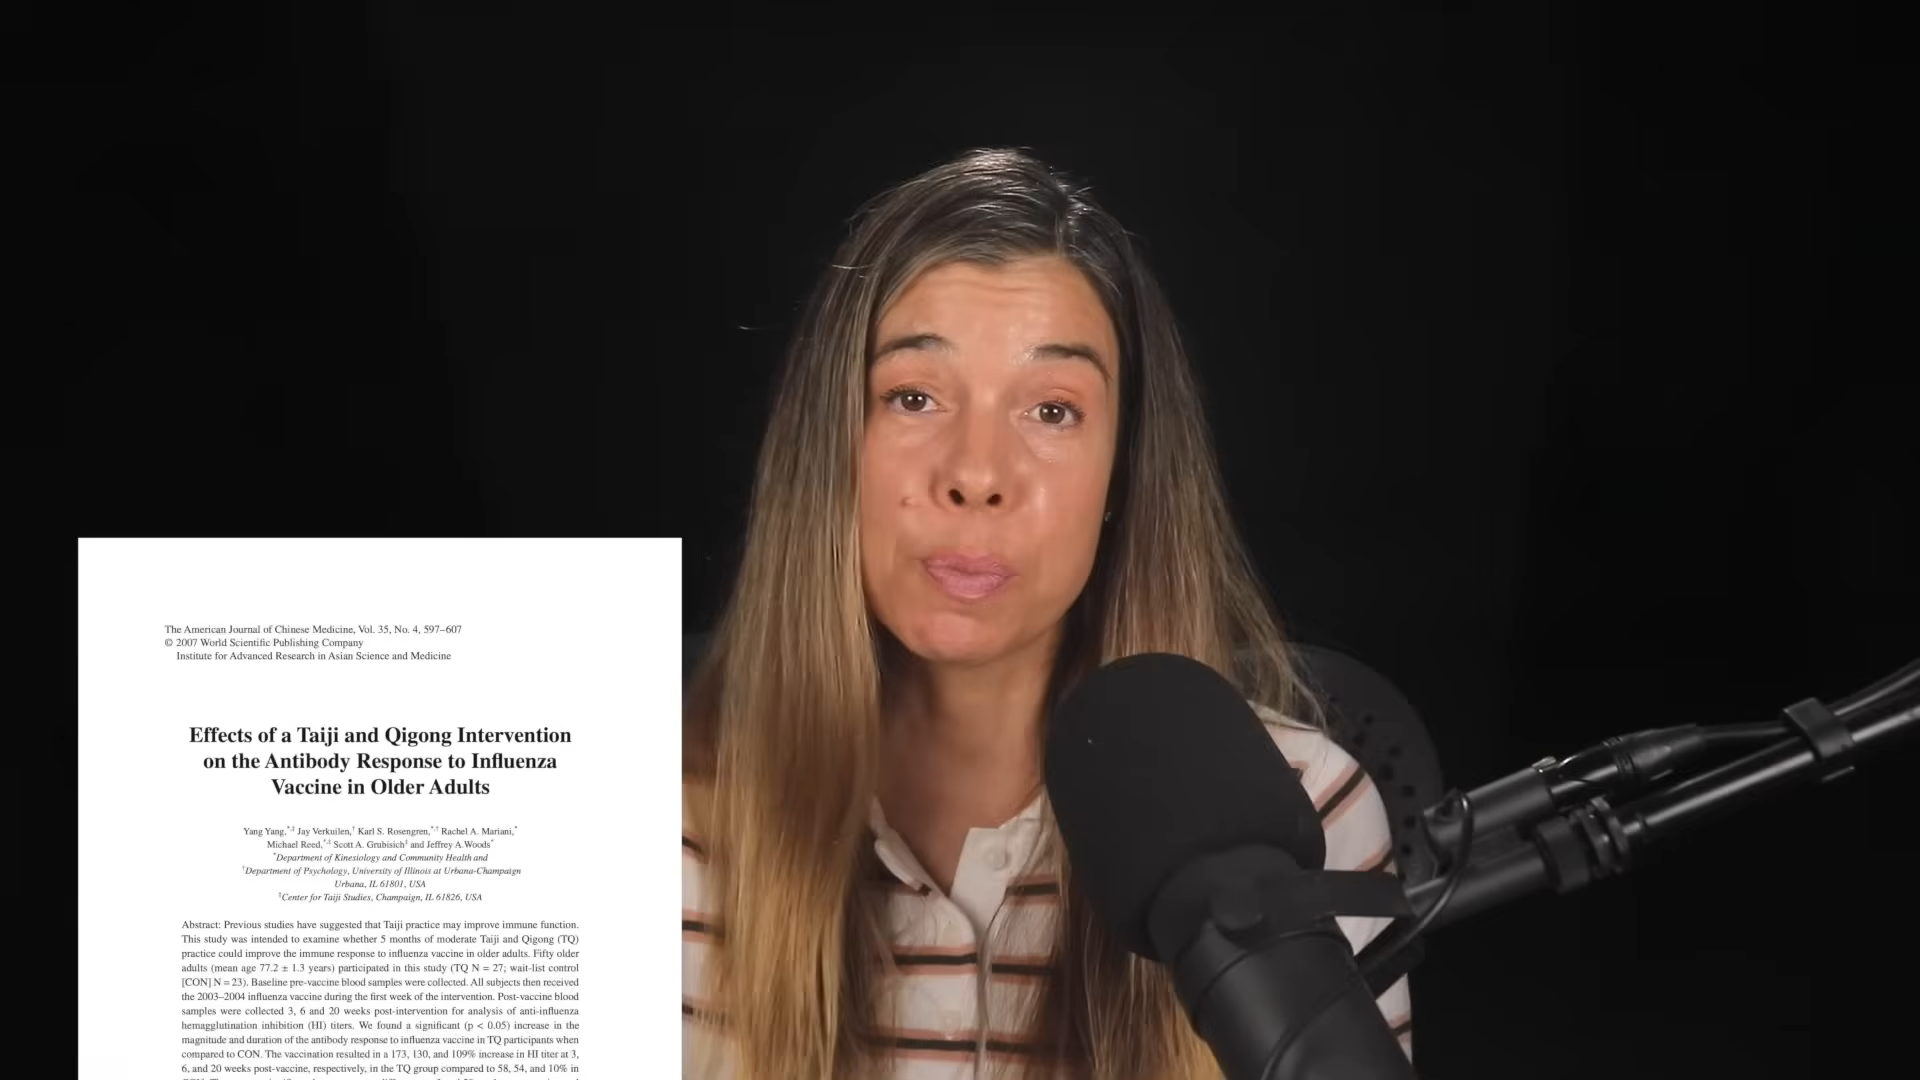 The American Journal of Chinese Medicine, Vol. 35, No. 4, 597–607
© 2007 World Scientific Publishing Company
Institute for Advanced Research in Asian Science and Medicine
Effects of a Taiji and Qigong Intervention
on the Antibody Response to Influenza
Vaccine in Older Adults
Yang Yang,*,‡ Jay Verkuilen,† Karl S. Rosengren,*,† Rachel A. Mariani,*
Michael Reed,*,‡ Scott A. Grubisich‡ and Jeffrey A.Woods*
*Department of Kinesiology and Community Health and
†Department of Psychology, University of Illinois at Urbana-Champaign
Urbana, IL 61801, USA
‡Center for Taiji Studies, Champaign, IL 61826, USA
Abstract: Previous studies have suggested that Taiji practice may improve immune function.
This study was intended to examine whether 5 months of moderate Taiji and Qigong (TQ)
practice could improve the immune response to influenza vaccine in older adults. Fifty older
adults (mean age 77.2 ± 1.3 years) participated in this study (TQ N = 27; wait-list control
[CON] N = 23). Baseline pre-vaccine blood samples were collected. All subjects then received
the 2003–2004 influenza vaccine during the first week of the intervention. Post-vaccine blood
samples were collected 3, 6 and 20 weeks post-intervention for analysis of anti-influenza
hemagglutination inhibition (HI) titers. We found a significant (p < 0.05) increase in the
magnitude and duration of the antibody response to influenza vaccine in TQ participants when
compared to CON. The vaccination resulted in a 173, 130, and 109% increase in HI titer at 3,
6, and 20 weeks post-vaccine, respectively, in the TQ group compared to 58, 54, and 10% in